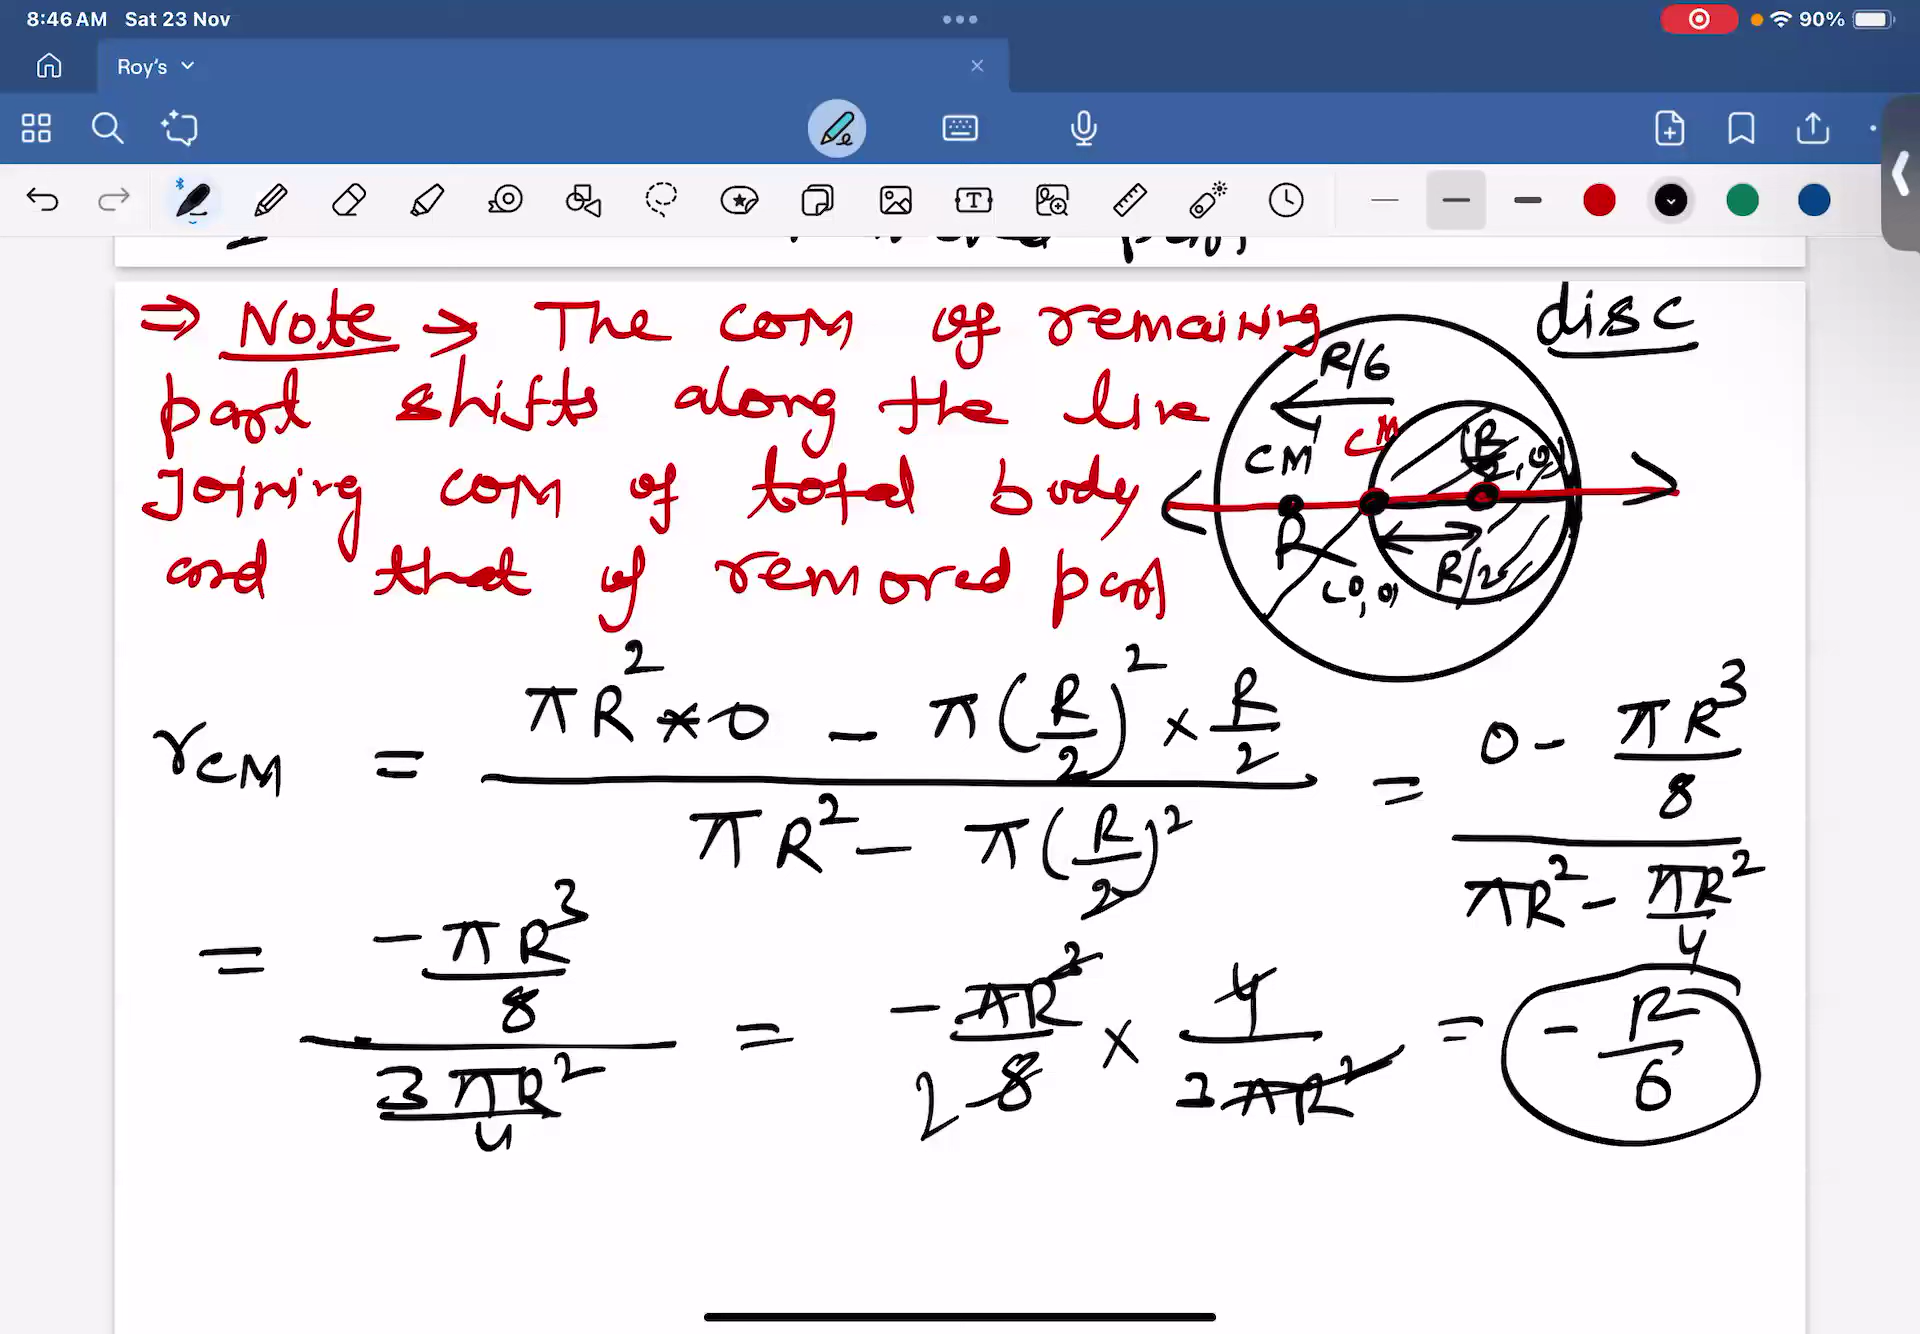 8:46 AM Sat 23 Nov
90%
Roy's
⇒ Note → The COM of remaining
part shifts along the line
Joining COM of total body
and that of removed part
disc
R/6
CM
CM
(R/2, 0)
R
(0,0)
R/2
r_CM = (πR² × 0 - π(R/2)² × R/2) / (πR² - π(R/2)²) = (0 - πR³/8) / (πR² - πR²/4)
= (-πR³/8) / (3πR²/4) = -πR³/8 × 4/3πR² = -R/6
2